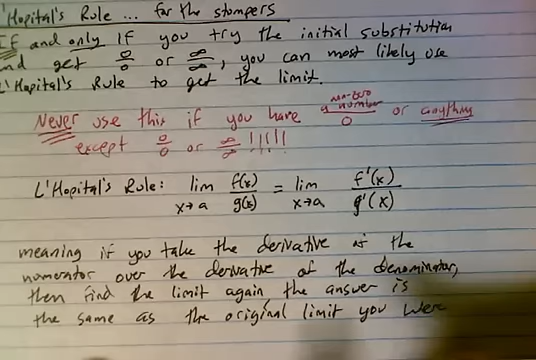 L'Hopital's Rule ... for the stompers
If and only if you try the initial substitution
and get 0/0 or ∞/∞, you can most likely use
L'Hopital's Rule to get the limit.
Never use this if you have a non-zero number/0 or anything
except 0/0 or ∞/∞ !!!!!
L'Hopital's Rule: lim x→a f(x)/g(x) = lim x→a f'(x)/g'(x)
meaning if you take the derivative of the
numerator over the derivative of the denominator,
then find the limit again, the answer is
the same as the original limit you were